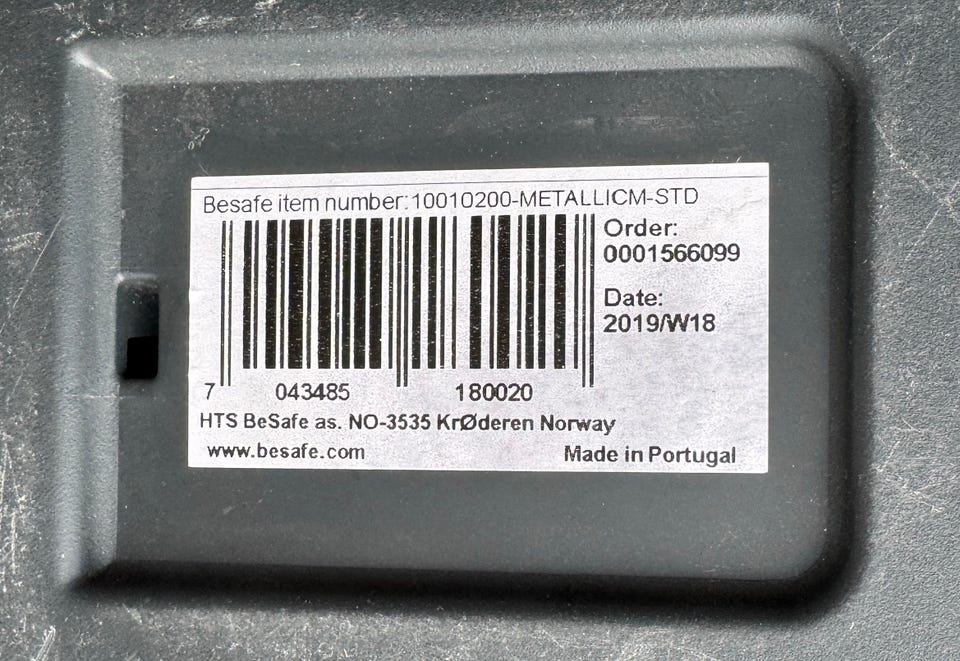 Besafe item number:10010200-METALLICM-STD
Order:
0001566099
Date:
2019/W18
7 043485 180020
HTS BeSafe as. NO-3535 KrØderen Norway
www.besafe.com Made in Portugal